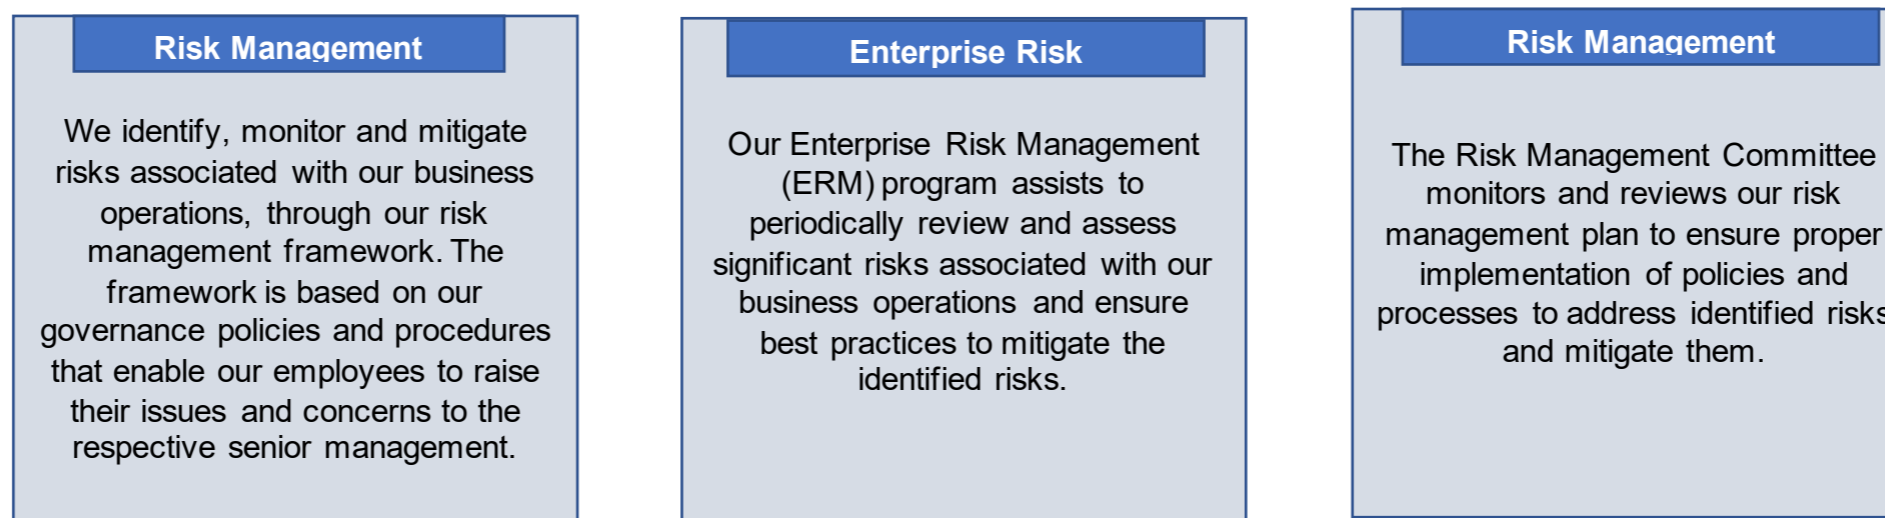 Risk Management
We identify, monitor and mitigate
risks associated with our business
operations, through our risk
management framework. The
framework is based on our
governance policies and procedures
that enable our employees to raise
their issues and concerns to the
respective senior management.
Enterprise Risk
Our Enterprise Risk Management
(ERM) program assists to
periodically review and assess
significant risks associated with our
business operations and ensure
best practices to mitigate the
identified risks.
Risk Management
The Risk Management Committee
monitors and reviews our risk
management plan to ensure proper
implementation of policies and
processes to address identified risks
and mitigate them.